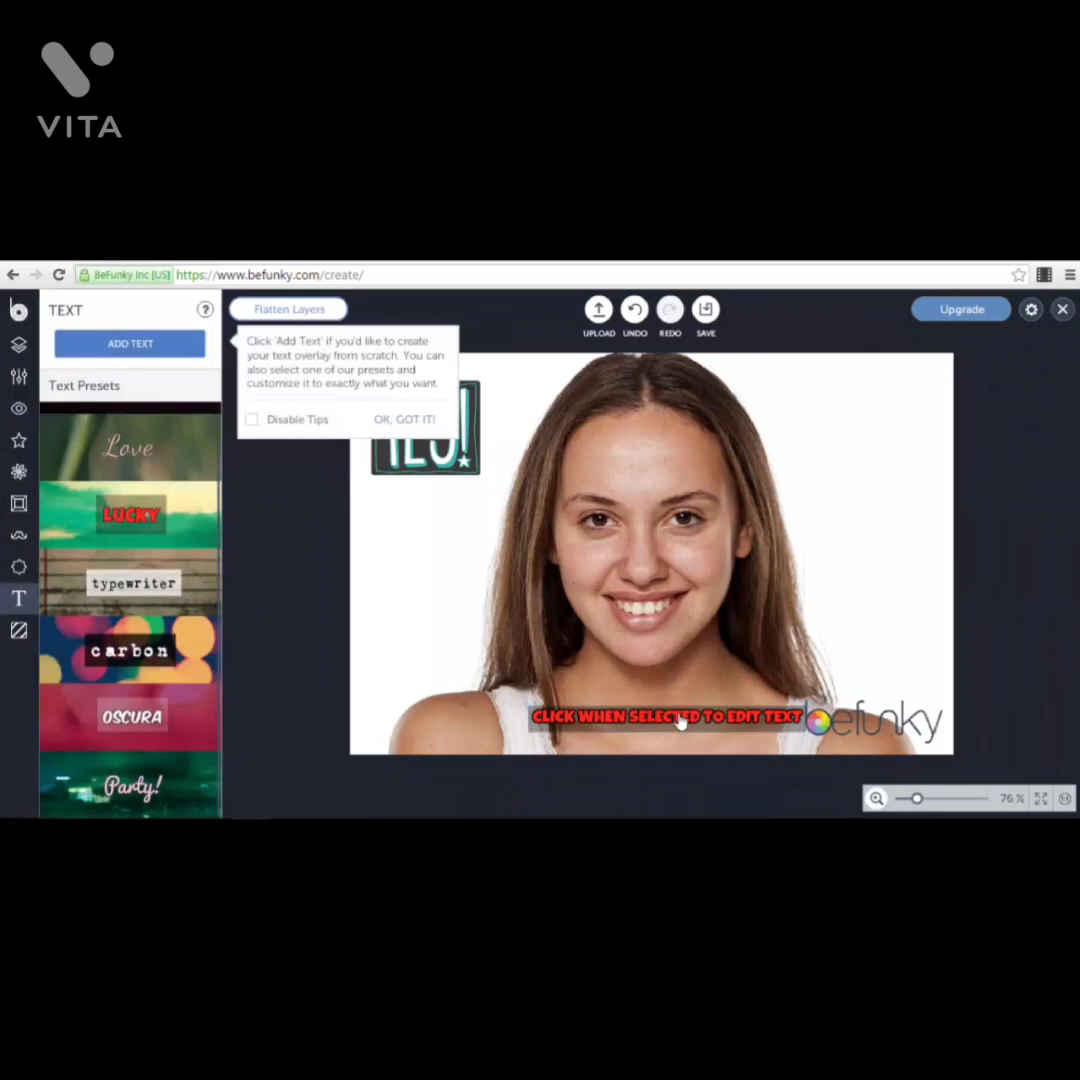 VITA
BeFunky Inc [US] https://www.befunky.com/create/
TEXT
?
Flatten Layers
UPLOAD
UNDO
REDO
SAVE
Upgrade
ADD TEXT
Click 'Add Text' if you'd like to create
your text overlay from scratch. You can
also select one of our presets and
customize it to exactly what you want.
Disable Tips
OK, GOT IT!
Text Presets
Love
LUCKY
typewriter
carbon
OSCURA
Party!
T
CLICK WHEN SELECTED TO EDIT TEXT
befunky
76 %